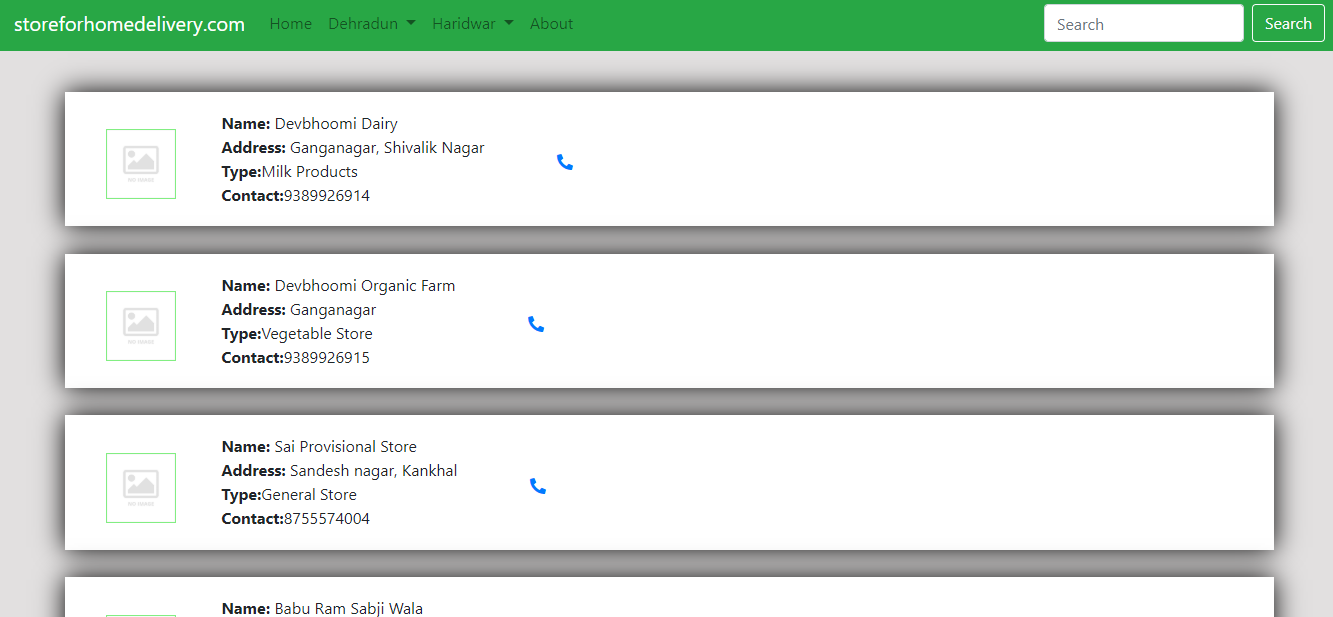 storeforhomedelivery.com Home Dehradun Haridwar About Search Search
Name: Devbhoomi Dairy
Address: Ganganagar, Shivalik Nagar
Type:Milk Products
Contact:9389926914
Name: Devbhoomi Organic Farm
Address: Ganganagar
Type:Vegetable Store
Contact:9389926915
Name: Sai Provisional Store
Address: Sandesh nagar, Kankhal
Type:General Store
Contact:8755574004
Name: Babu Ram Sabji Wala